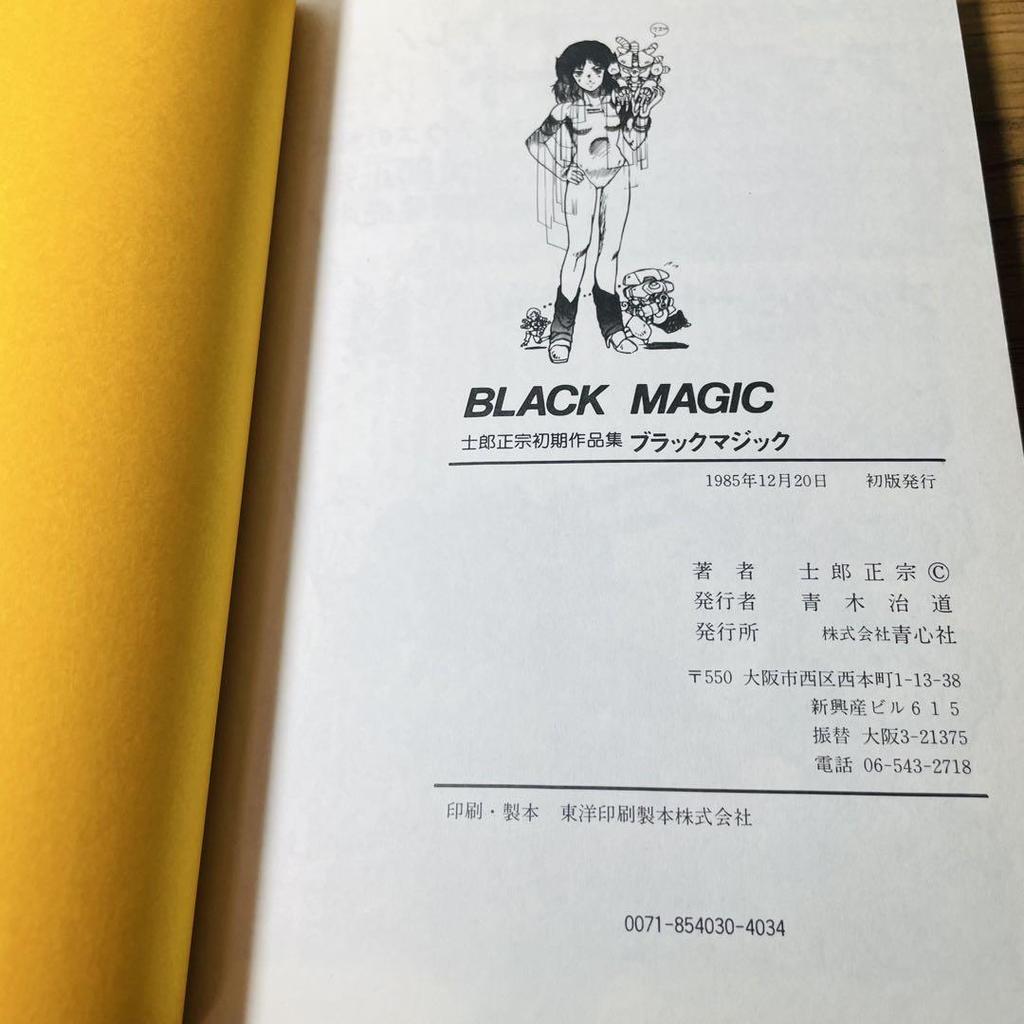 BLACK MAGIC
士郎正宗初期作品集 ブラックマジック
1985年12月20日 初版発行
著者 士郎正宗 ©
発行者 青木治道
発行所 株式会社青心社
〒550 大阪市西区西本町1-13-38
新興産ビル615
振替 大阪3-21375
電話 06-543-2718
印刷・製本 東洋印刷製本株式会社
0071-854030-4034